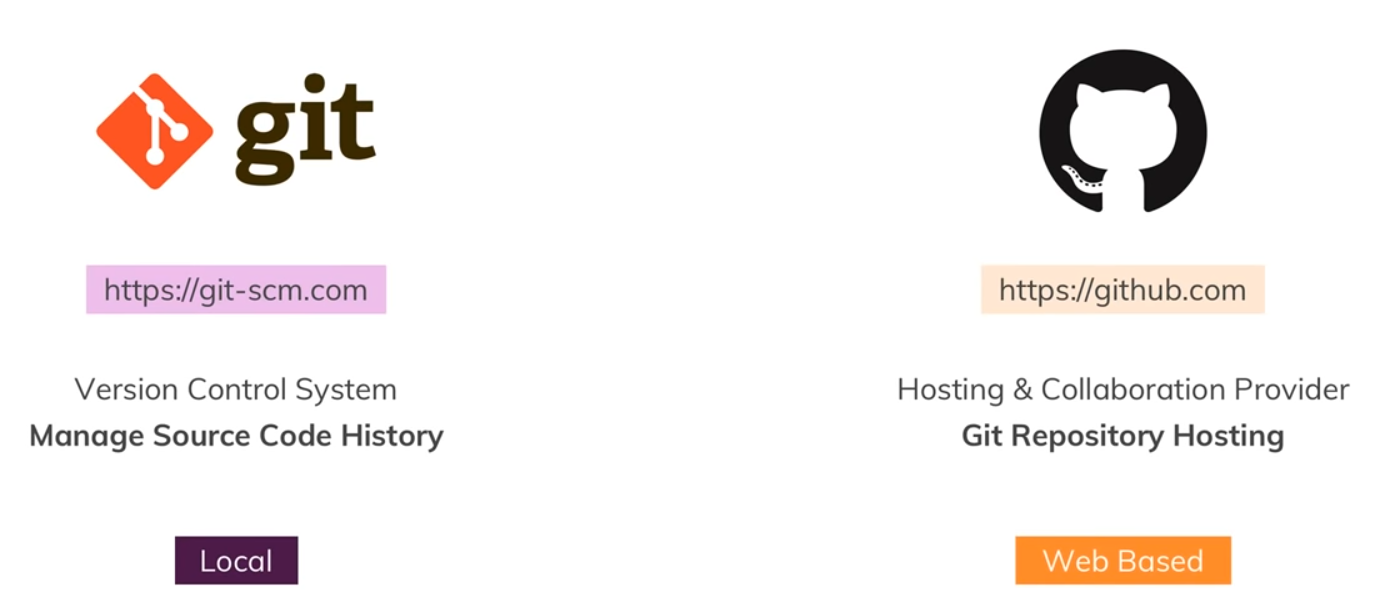 git
https://git-scm.com
Version Control System
Manage Source Code History
Local
https://github.com
Hosting & Collaboration Provider
Git Repository Hosting
Web Based